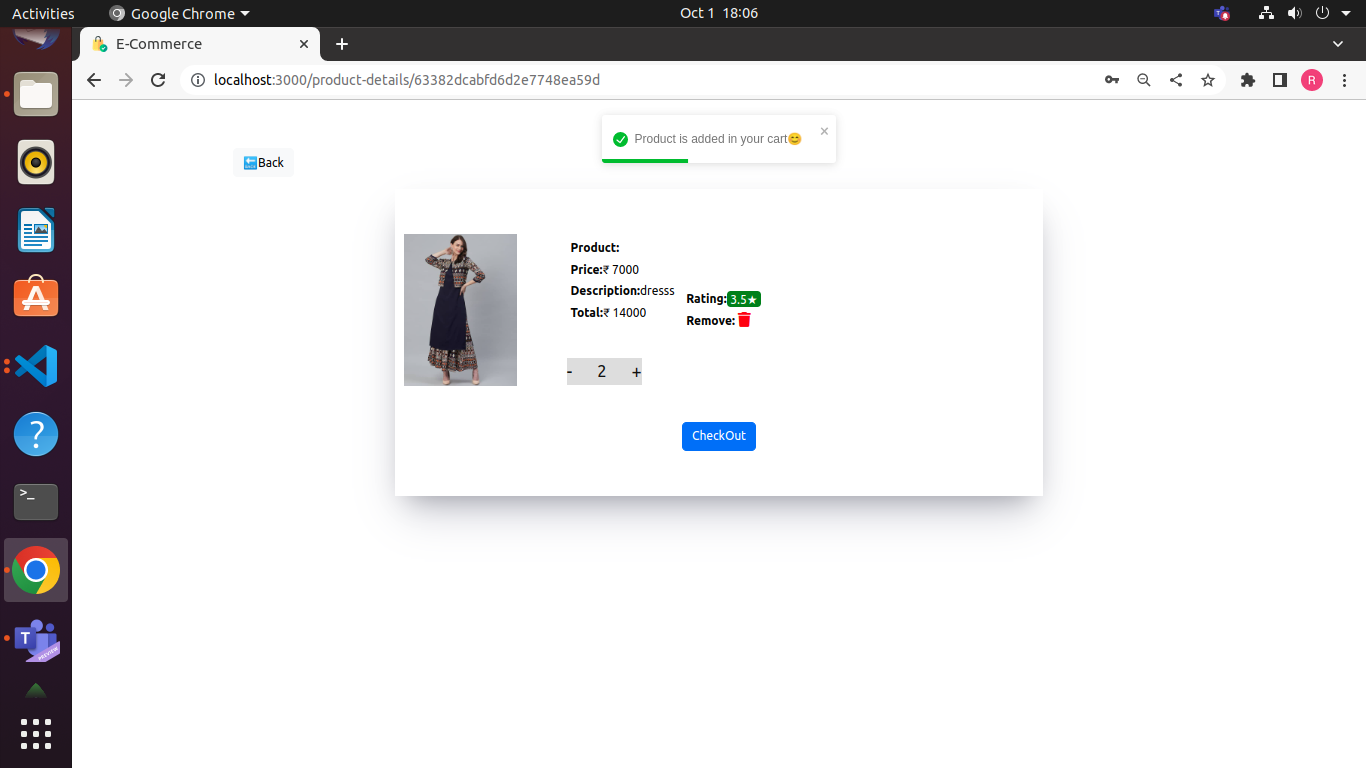 Activities
Google Chrome
Oct 1 18:06
E-Commerce
localhost:3000/product-details/63382dcabfd6d2e7748ea59d
R
Product is added in your cart😊
Back
Product:
Price:₹ 7000
Description:dresss
Total:₹ 14000
Rating:3.5★
Remove:
- 2 +
CheckOut
?
>_
T
PREVIEW